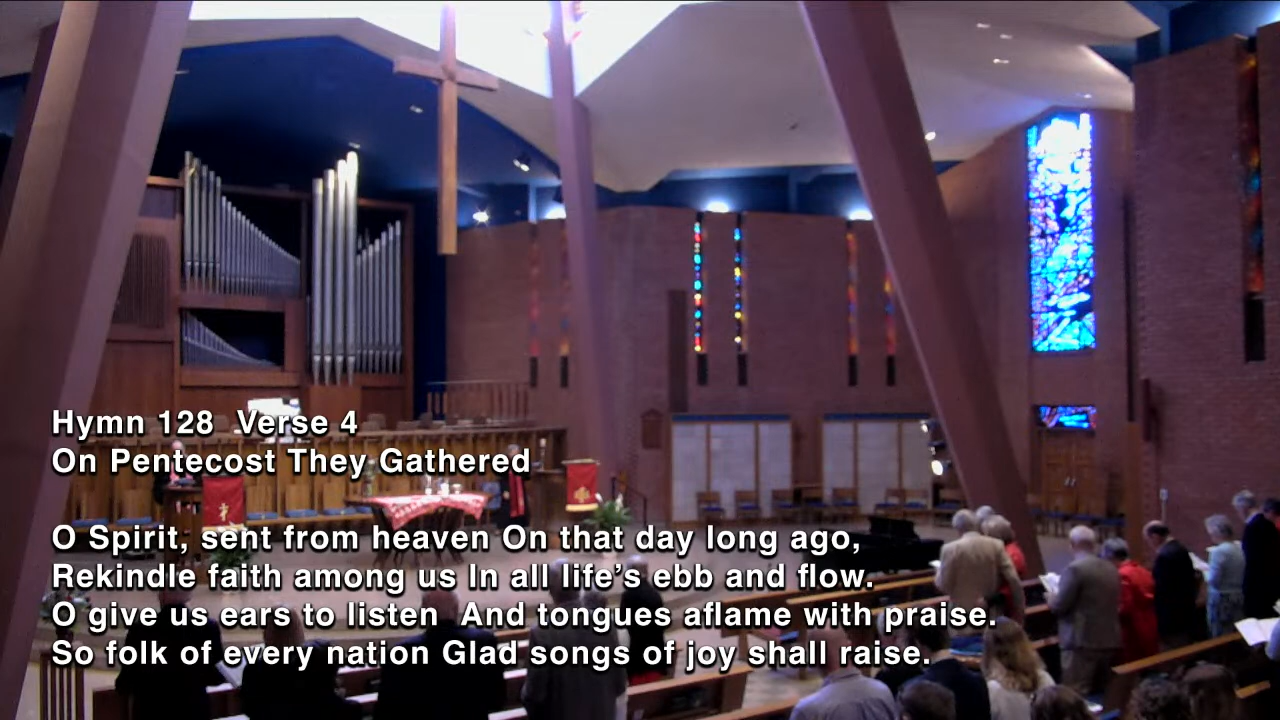 Hymn 128  Verse 4
On Pentecost They Gathered
O Spirit, sent from heaven On that day long ago,
Rekindle faith among us In all life's ebb and flow.
O give us ears to listen  And tongues aflame with praise.
So folk of every nation Glad songs of joy shall raise.